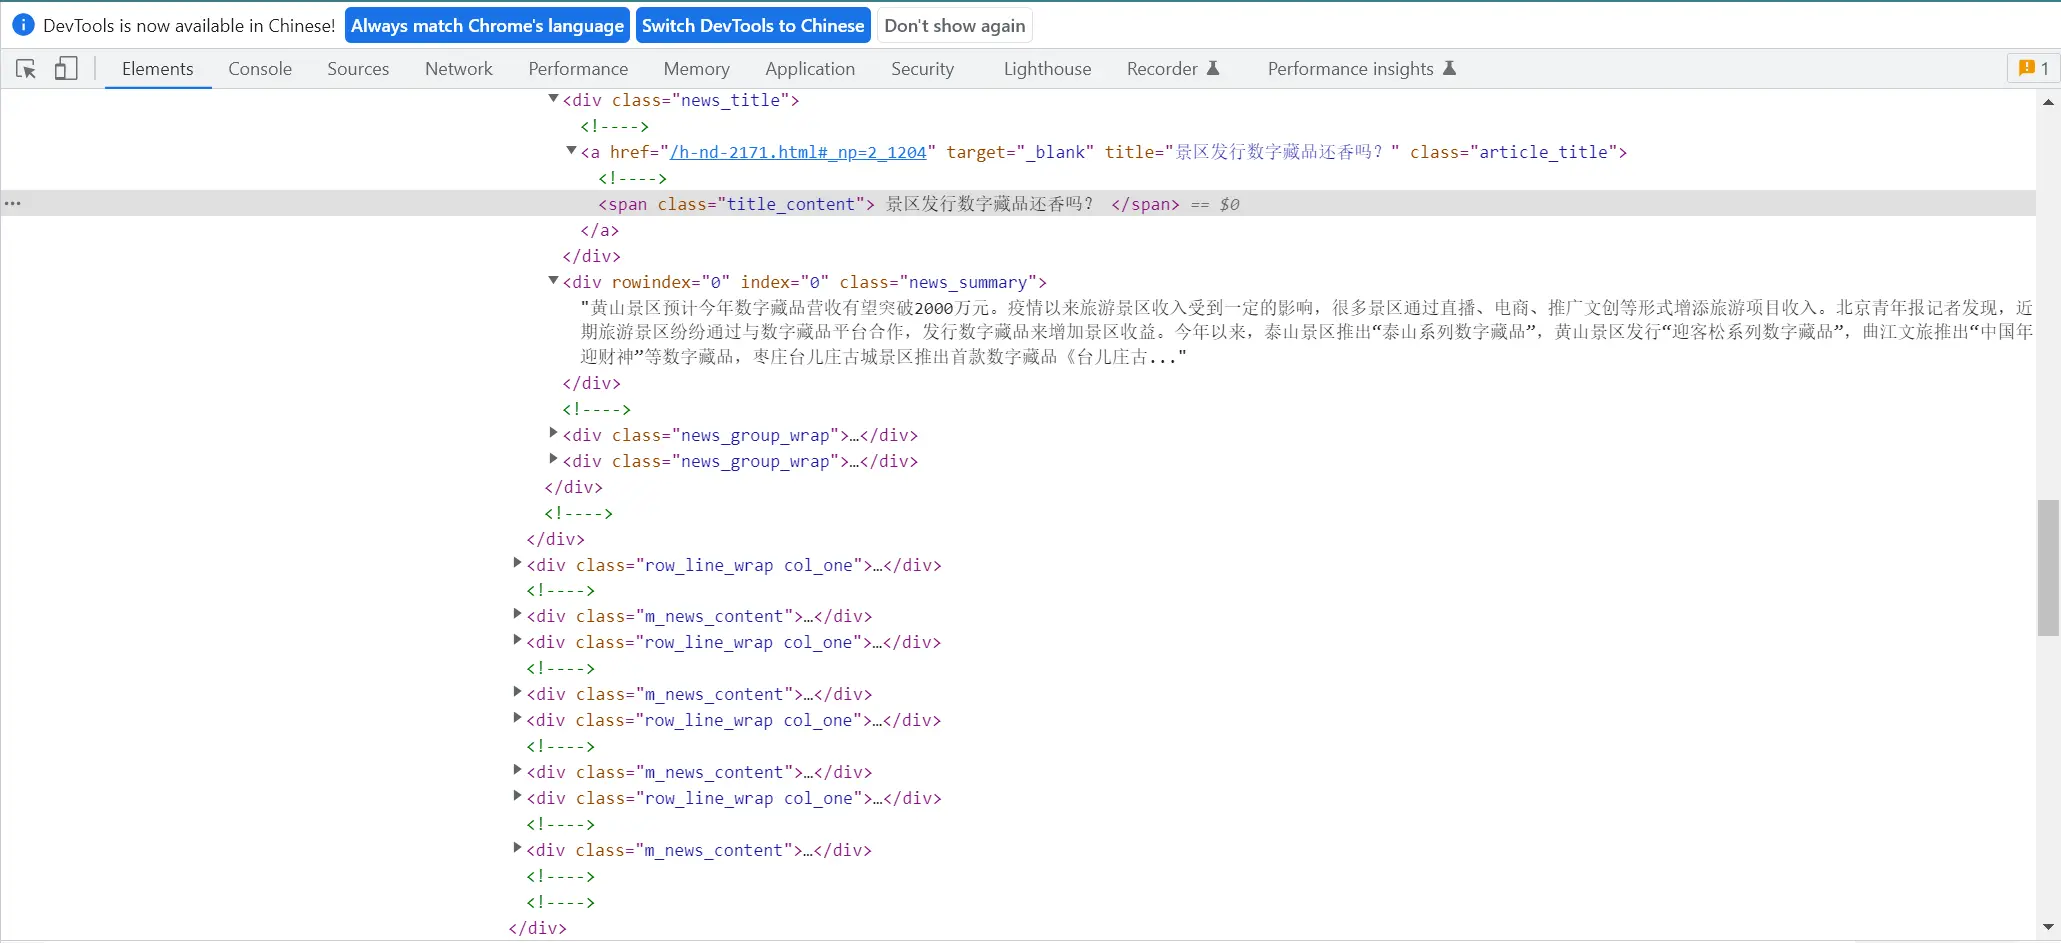 DevTools is now available in Chinese! Always match Chrome's language Switch DevTools to Chinese Don't show again
Elements Console Sources Network Performance Memory Application Security Lighthouse Recorder Performance insights 1
<div class="news_title">
<!---->
<a href="/h-nd-2171.html#_np=2_1204" target="_blank" title="景区发行数字藏品还香吗？" class="article_title">
<!---->
<span class="title_content"> 景区发行数字藏品还香吗？ </span> == $0
</a>
</div>
<div rowindex="0" index="0" class="news_summary">
"黄山景区预计今年数字藏品营收有望突破2000万元。疫情以来旅游景区收入受到一定的影响，很多景区通过直播、电商、推广文创等形式增添旅游项目收入。北京青年报记者发现，近
期旅游景区纷纷通过与数字藏品平台合作，发行数字藏品来增加景区收益。今年以来，泰山景区推出“泰山系列数字藏品”，黄山景区发行“迎客松系列数字藏品”，曲江文旅推出“中国年
迎财神”等数字藏品，枣庄台儿庄古城景区推出首款数字藏品《台儿庄古..."
</div>
<!---->
<div class="news_group_wrap">…</div>
<div class="news_group_wrap">…</div>
</div>
<!---->
</div>
<div class="row_line_wrap col_one">…</div>
<!---->
<div class="m_news_content">…</div>
<div class="row_line_wrap col_one">…</div>
<!---->
<div class="m_news_content">…</div>
<div class="row_line_wrap col_one">…</div>
<!---->
<div class="m_news_content">…</div>
<div class="row_line_wrap col_one">…</div>
<!---->
<div class="m_news_content">…</div>
<!---->
<!---->
</div>